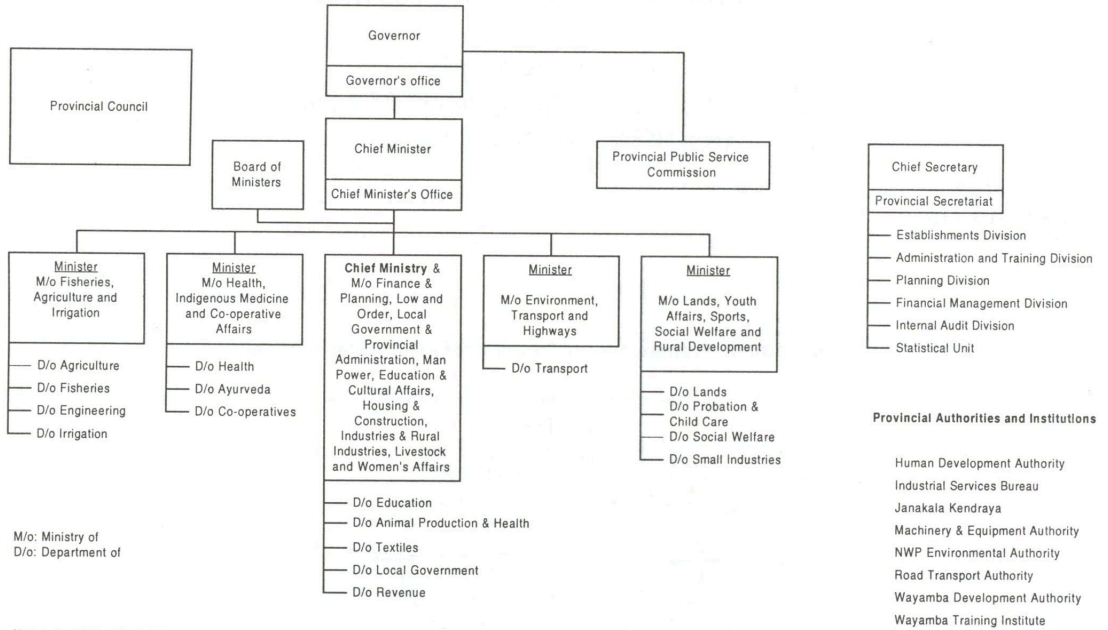 Governor
Governor's office
Provincial Council
Chief Minister
Chief Minister's Office
Board of
Ministers
Provincial Public Service
Commission
Chief Secretary
Provincial Secretariat
Establishments Division
Administration and Training Division
Planning Division
Financial Management Division
Internal Audit Division
Statistical Unit
Minister
M/o Fisheries,
Agriculture and
Irrigation
D/o Agriculture
D/o Fisheries
D/o Engineering
D/o Irrigation
Minister
M/o Health,
Indigenous Medicine
and Co-operative
Affairs
D/o Health
D/o Ayurveda
D/o Co-operatives
Chief Ministry &
M/o Finance &
Planning, Low and
Order, Local
Government &
Provincial
Administration, Man
Power, Education &
Cultural Affairs,
Housing &
Construction,
Industries & Rural
Industries, Livestock
and Women's Affairs
D/o Education
D/o Animal Production & Health
D/o Textiles
D/o Local Government
D/o Revenue
Minister
M/o Environment,
Transport and
Highways
D/o Transport
Minister
M/o Lands, Youth
Affairs, Sports,
Social Welfare and
Rural Development
D/o Lands
D/o Probation &
Child Care
D/o Social Welfare
D/o Small Industries
Provincial Authorities and Institutions
Human Development Authority
Industrial Services Bureau
Janakala Kendraya
Machinery & Equipment Authority
NWP Environmental Authority
Road Transport Authority
Wayamba Development Authority
Wayamba Training Institute
M/o: Ministry of
D/o: Department of